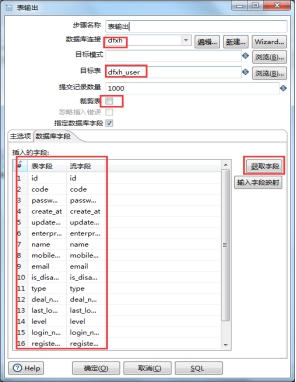 表输出
步骤名称 表输出
数据库连接 dfxh 编辑... 新建... Wizard...
目标模式 浏览(B)...
目标表 dfxh_user 浏览(B)...
提交记录数量 1000
裁剪表
忽略插入错误
指定数据库字段
主选项 数据库字段
插入的字段:
# 表字段 流字段 获取字段
1 id id
2 code code 输入字段映射
3 passw... passw...
4 create_at create_at
5 update... update...
6 enterpr... enterpr...
7 name name
8 mobile... mobile...
9 email email
10 is_disa... is_disa...
11 type type
12 deal_n... deal_n...
13 last_lo... last_lo...
14 level level
15 login_n... login_n...
16 registe... registe...
Help 确定(O) 取消(C) SQL